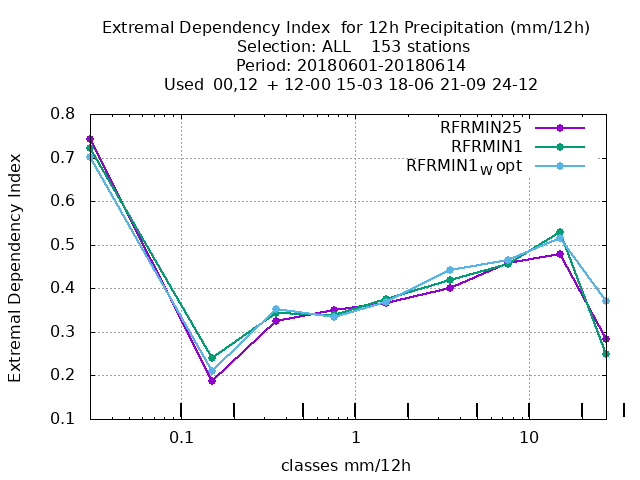 Extremal Dependency Index  for 12h Precipitation (mm/12h)
Selection: ALL    153 stations
Period: 20180601-20180614
Used  00,12  + 12-00 15-03 18-06 21-09 24-12
RFRMIN25
RFRMIN1
RFRMIN1W opt
Extremal Dependency Index
0.8
0.7
0.6
0.5
0.4
0.3
0.2
0.1
0.1 1 10
classes mm/12h